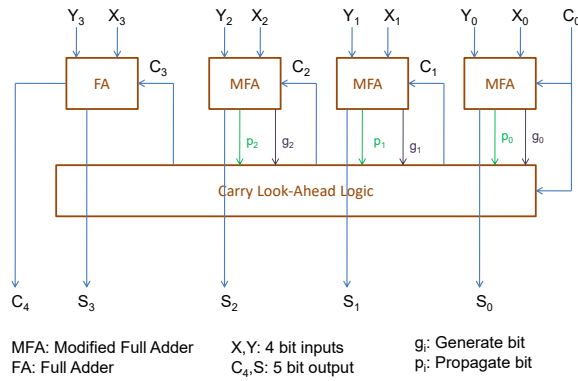 Y₃ X₃ Y₂ X₂ Y₁ X₁ Y₀ X₀ C₀
C₃ C₂ C₁
FA MFA MFA MFA
p₂ g₂ p₁ g₁ p₀ g₀
Carry Look-Ahead Logic
C₄ S₃ S₂ S₁ S₀
MFA: Modified Full Adder X,Y: 4 bit inputs gᵢ: Generate bit
FA: Full Adder C₄,S: 5 bit output pᵢ: Propagate bit